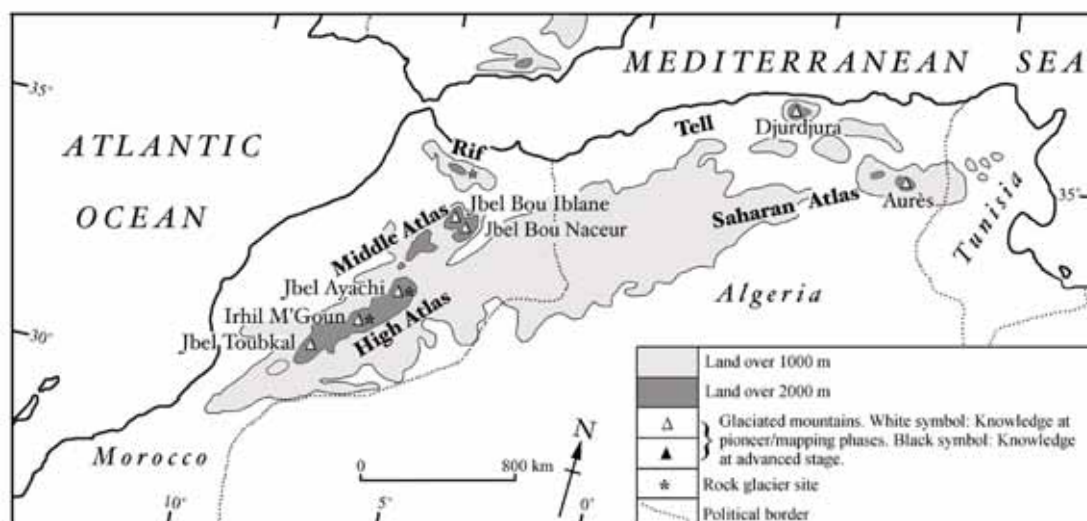 MEDITERRANEAN SEA
35°
ATLANTIC
OCEAN
Rif
Tell
Djurdjura
Jbel Bou Iblane
Jbel Bou Naceur
Middle Atlas
Saharan Atlas
Aurès
35°
Tunisia
Jbel Ayachi
Irhil M'Goun
Jbel Toubkal
High Atlas
Algeria
30°
30°
Morocco
N
0 800 km
10°
5°
0°
Land over 1000 m
Land over 2000 m
Glaciated mountains. White symbol: Knowledge at
pioneer/mapping phases. Black symbol: Knowledge
at advanced stage.
Rock glacier site
Political border